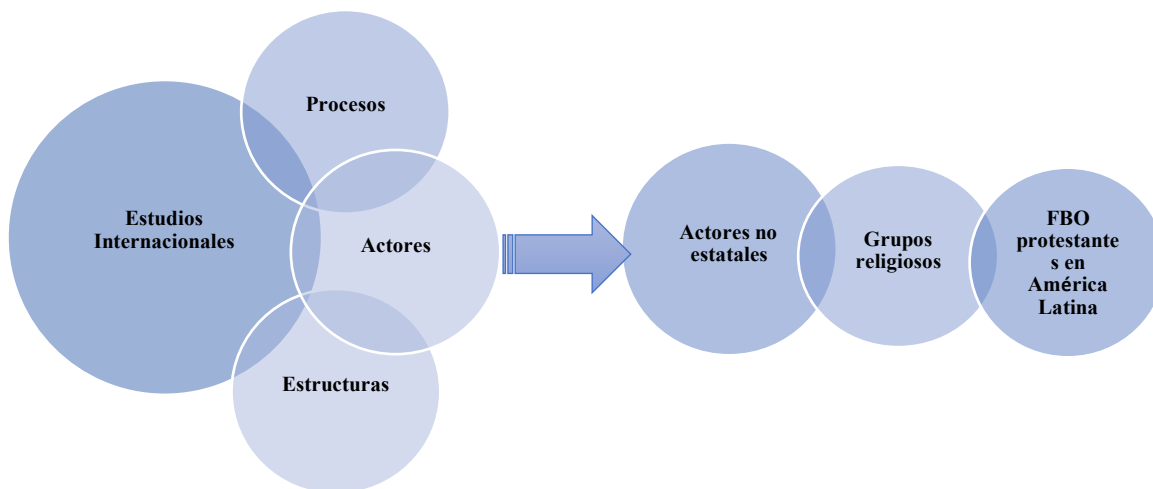 Procesos
Estudios
Internacionales
Actores
Estructuras
Actores no
estatales
Grupos
religiosos
FBO
protestante
s en
América
Latina